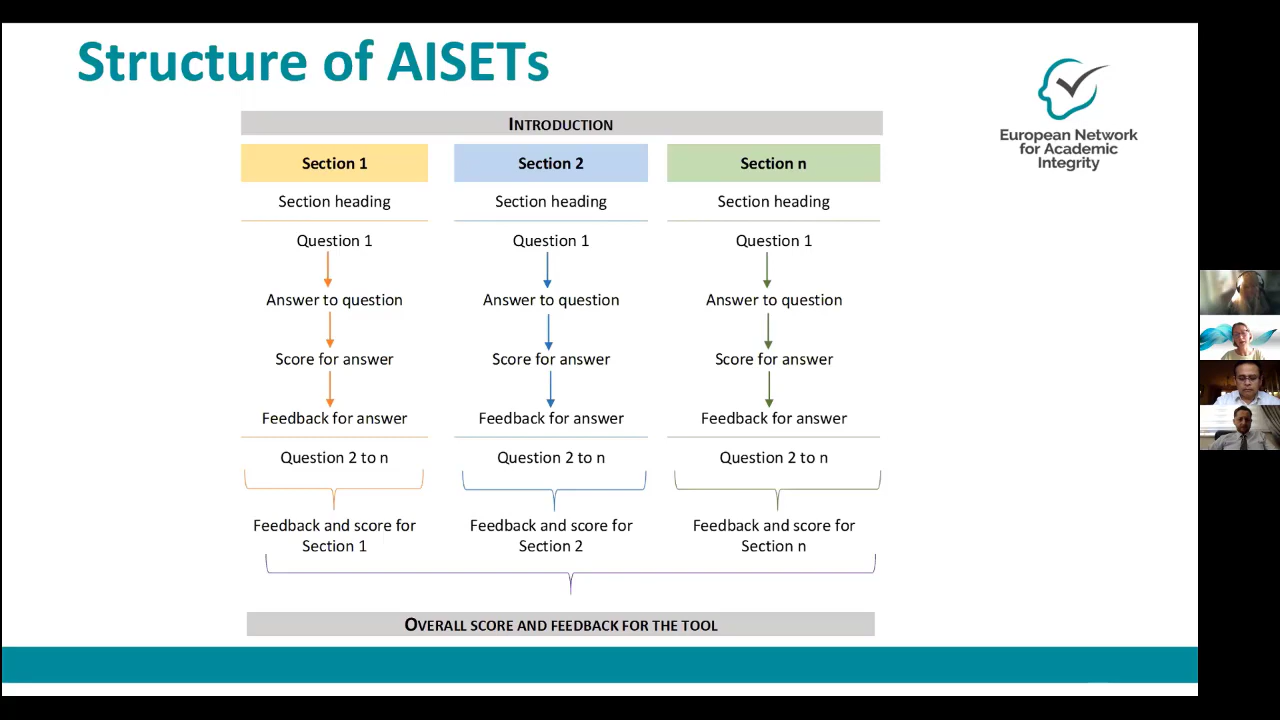 Structure of AISETs
European Network
for Academic
Integrity
INTRODUCTION
Section 1
Section 2
Section n
Section heading
Section heading
Section heading
Question 1
Question 1
Question 1
Answer to question
Answer to question
Answer to question
Score for answer
Score for answer
Score for answer
Feedback for answer
Feedback for answer
Feedback for answer
Question 2 to n
Question 2 to n
Question 2 to n
Feedback and score for
Section 1
Feedback and score for
Section 2
Feedback and score for
Section n
OVERALL SCORE AND FEEDBACK FOR THE TOOL